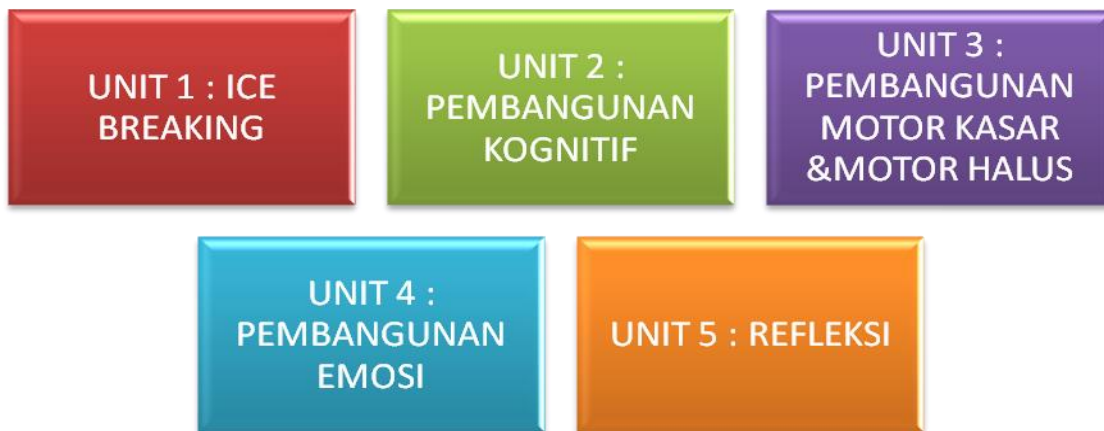 UNIT 1 : ICE
BREAKING
UNIT 2 :
PEMBANGUNAN
KOGNITIF
UNIT 3 :
PEMBANGUNAN
MOTOR KASAR
&MOTOR HALUS
UNIT 4 :
PEMBANGUNAN
EMOSI
UNIT 5 : REFLEKSI